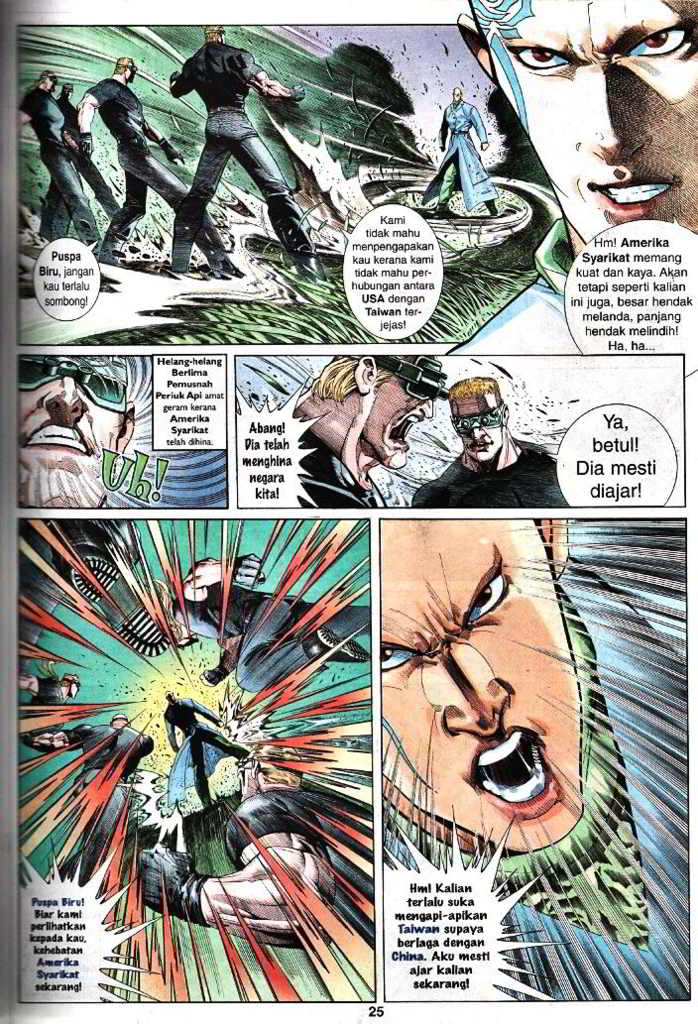 Puspa
Biru, jangan
kau terlalu
sombong!
Kami
tidak mahu
menpengapakan
kau kerana kami
tidak mahu per-
hubungan antara
USA dengan
Taiwan ter-
jejas!
Hm! Amerika
Syarikat memang
kuat dan kaya. Akan
tetapi seperti kalian
ini juga, besar hendak
melanda, panjang
hendak melindih!
Ha, ha...
Helang-helang
Berlima
Pemusnah
Periuk Api amat
geram kerana
Amerika
Syarikat
telah dihina.
Uh!
Abang!
Dia telah
menghina
negara
kita!
Ya,
betul!
Dia mesti
diajar!
Puspa Biru!
Biar kami
perlihatkan
kepada kau,
kehebatan
Amerika
Syarikat
sekarang!
Hm! Kalian
terlalu suka
mengapi-apikan
Taiwan supaya
berlaga dengan
China. Aku mesti
ajar kalian
sekarang!
25